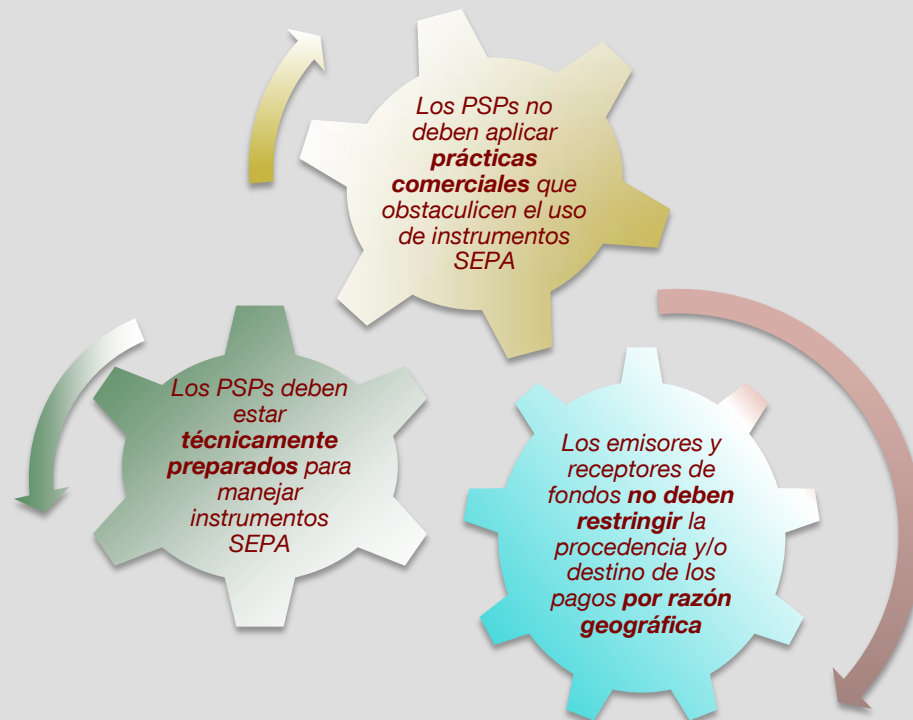 Los PSPs no
deben aplicar
prácticas
comerciales que
obstaculicen el uso
de instrumentos
SEPA
Los PSPs deben
estar
técnicamente
preparados para
manejar
instrumentos
SEPA
Los emisores y
receptores de
fondos no deben
restringir la
procedencia y/o
destino de los
pagos por razón
geográfica